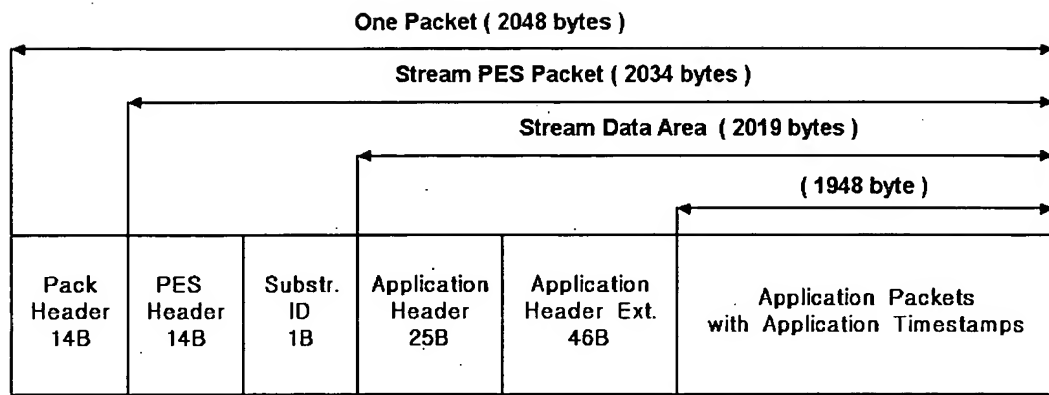 One Packet ( 2048 bytes )
Stream PES Packet ( 2034 bytes )
Stream Data Area ( 2019 bytes )
( 1948 byte )
Pack
Header
14B
PES
Header
14B
Substr.
ID
1B
Application
Header
25B
Application
Header Ext.
46B
Application Packets
with Application Timestamps